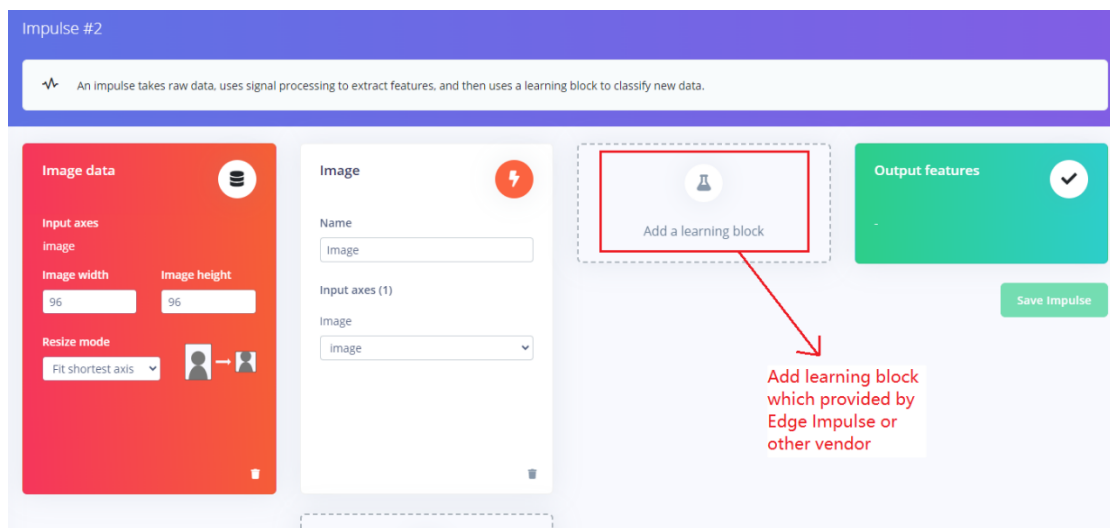 Impulse #2
An impulse takes raw data, uses signal processing to extract features, and then uses a learning block to classify new data.
Image data
Input axes
image
Image width Image height
96 96
Resize mode
Fit shortest axis
Image
Name
Image
Input axes (1)
Image
image
Add a learning block
Output features
-
Save Impulse
Add learning block
which provided by
Edge Impulse or
other vendor